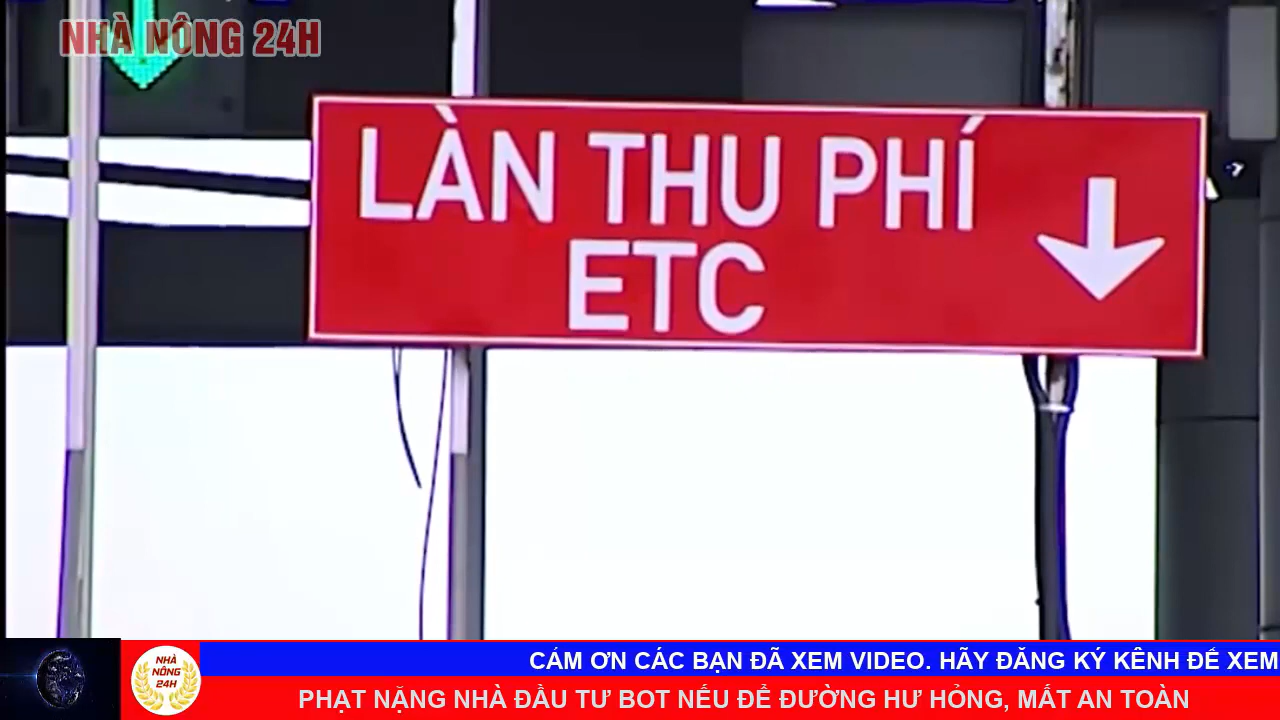 NHÀ NÔNG 24H
LÀN THU PHÍ
ETC
NHÀ
NÔNG
24H
CÁM ƠN CÁC BẠN ĐÃ XEM VIDEO. HÃY ĐĂNG KÝ KÊNH ĐỂ XEM
PHẠT NẶNG NHÀ ĐẦU TƯ BOT NẾU ĐỂ ĐƯỜNG HƯ HỎNG, MẤT AN TOÀN